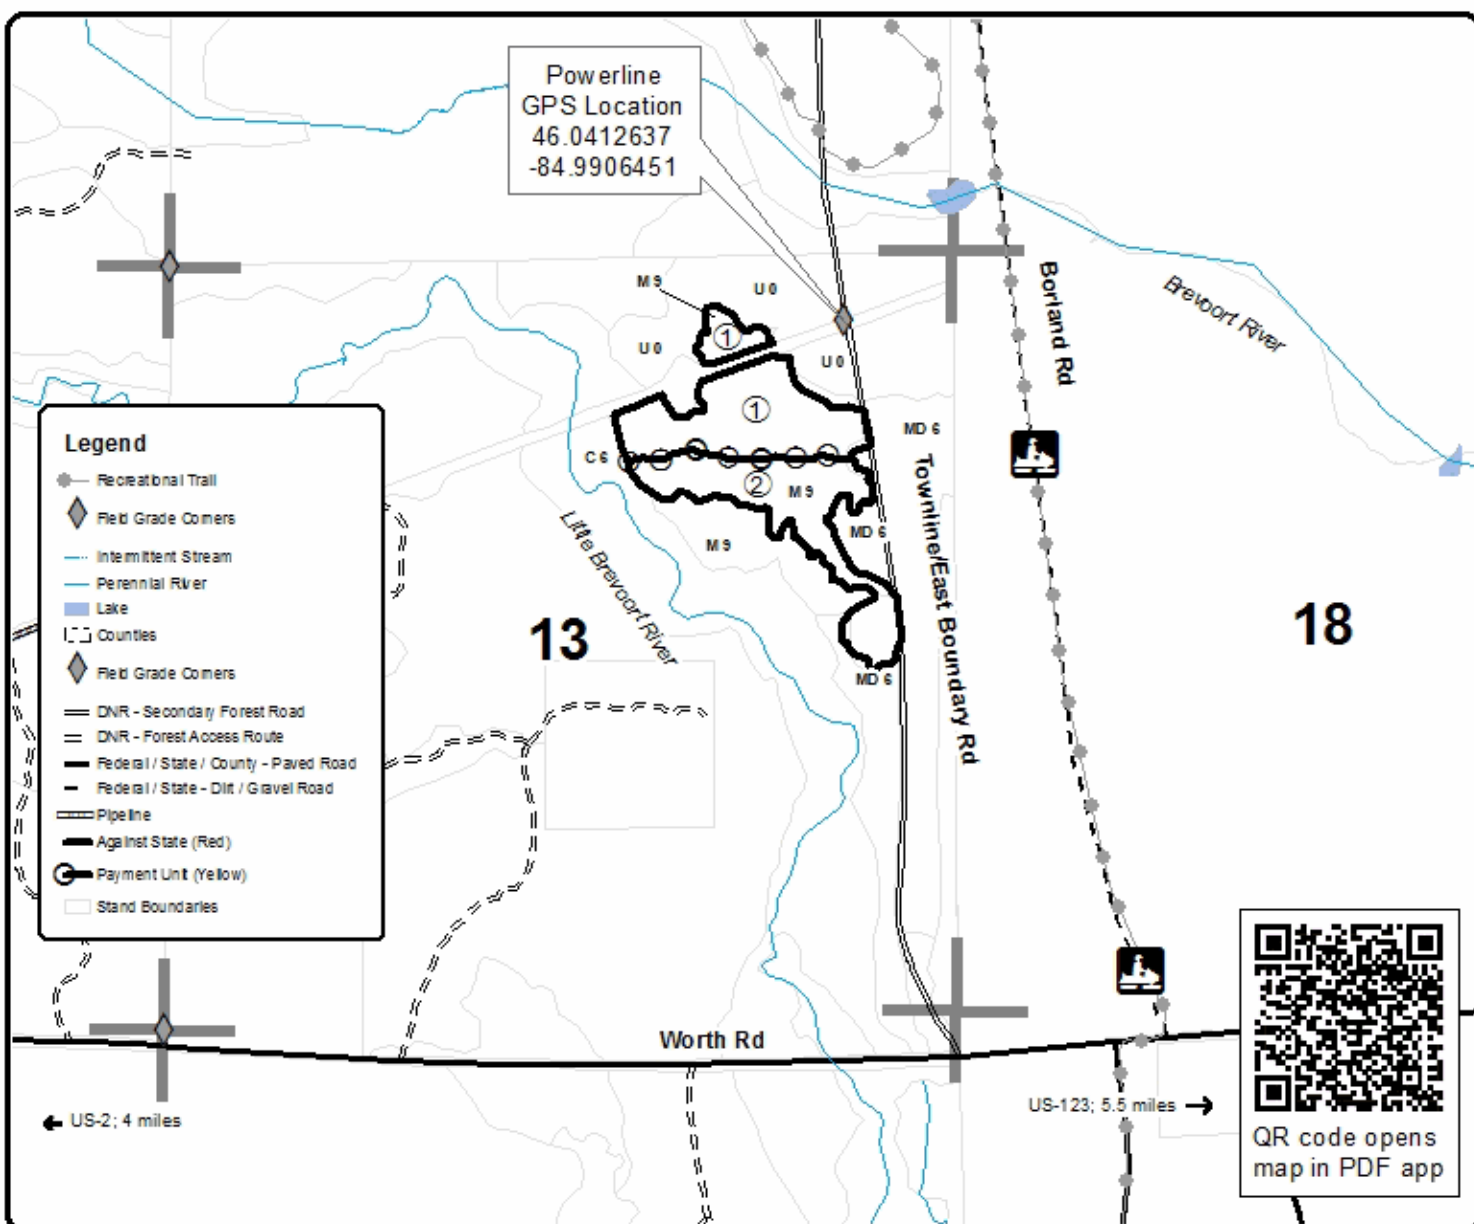 Powerline
GPS Location
46.0412637
-84.9906451
M 9
U 0
1
U 0
U 0
Borland Rd
Brevoort River
1
MD 6
C 6
2
M 9
MD 6
M 9
Little Brevoort River
Townline/East Boundary Rd
13
18
MD 6
Legend
Recreational Trail
Field Grade Corners
Intermittent Stream
Perennial River
Lake
Counties
Field Grade Corners
DNR - Secondary Forest Road
DNR - Forest Access Route
Federal / State / County - Paved Road
Federal / State - Dirt / Gravel Road
Pipeline
Against State (Red)
Payment Unit (Yellow)
Stand Boundaries
Worth Rd
US-2; 4 miles
US-123; 5.5 miles
QR code opens
map in PDF app